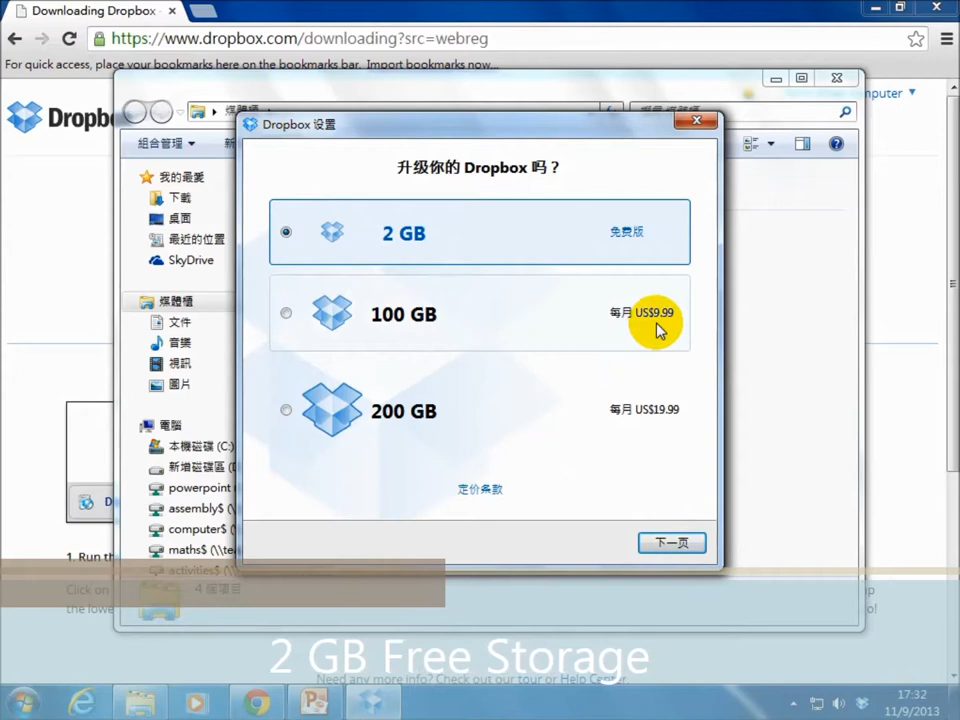 Downloading Dropbox -
https://www.dropbox.com/downloading?src=webreg
For quick access, place your bookmarks here on the bookmarks bar. Import bookmarks now...
媒體櫃
computer
Dropbox 设置
組合管理
我的最愛
下載
桌面
最近的位置
SkyDrive
媒體櫃
文件
音樂
視訊
圖片
電腦
本機磁碟 (C:)
新增磁碟區 (D
powerpoint
assembly$ (
computer$ (
maths$ (\\te
activities$ (\\
4 個項目
升级你的 Dropbox 吗？
2 GB 免费版
100 GB 每月 US$9.99
200 GB 每月 US$19.99
定价条款
下一页
1. Run th
Click on
the lowe
2 GB Free Storage
Need any more info? Check out our tour or Help Center.
17:32
11/9/2013